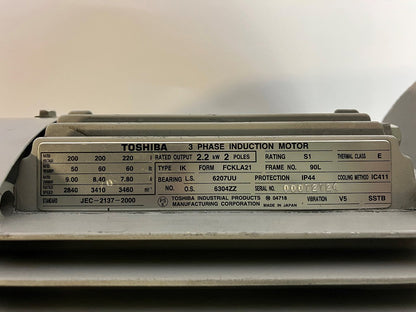 TOSHIBA 3 PHASE INDUCTION MOTOR
200 200 220 RATED OUTPUT 2.2 kW 2 POLES RATING S1 THERMAL CLASS E
50 60 60 TYPE IK FORM FCKLA21 FRAME NO. 90L
9.00 8.40 7.80 BEARING L.S. 6207UU PROTECTION IP44 COOLING METHOD IC411
2840 3410 3460 NO. O.S. 6304ZZ SERIAL NO.
STANDARD JEC-2137-2000 TOSHIBA INDUSTRIAL PRODUCTS MANUFACTURING CORPORATION 04718 MADE IN JAPAN VIBRATION V5 SSTB